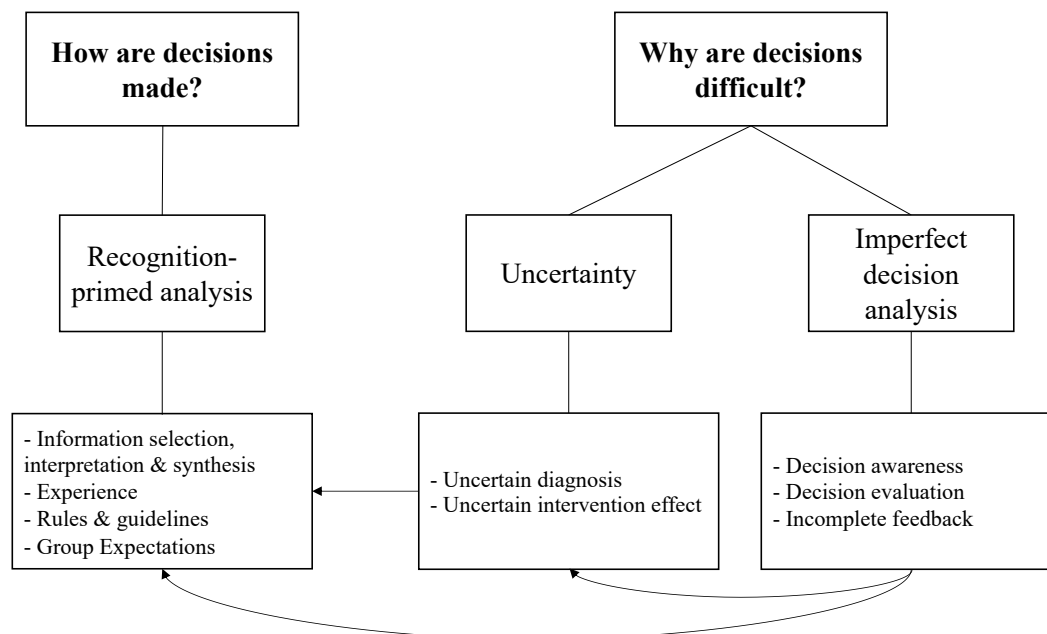 How are decisions
made?
Why are decisions
difficult?
Recognition-
primed analysis
Uncertainty
Imperfect
decision
analysis
- Information selection,
interpretation & synthesis
- Experience
- Rules & guidelines
- Group Expectations
- Uncertain diagnosis
- Uncertain intervention effect
- Decision awareness
- Decision evaluation
- Incomplete feedback